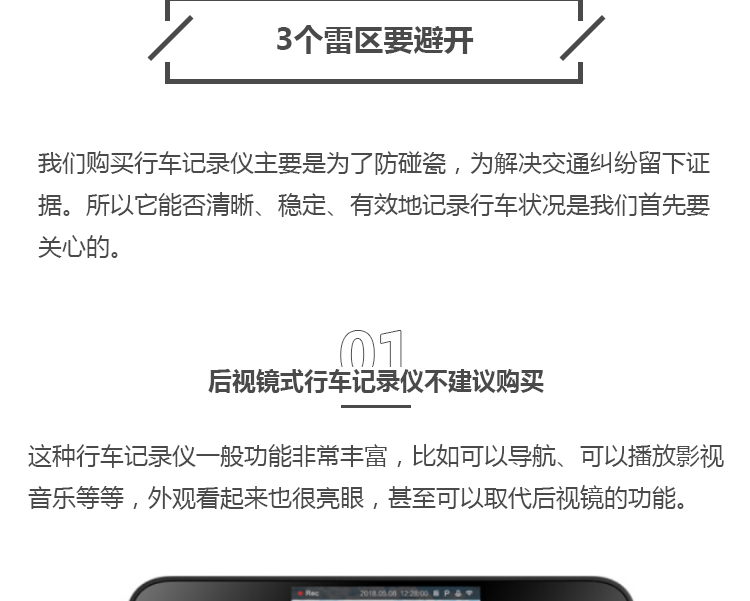 3个雷区要避开
我们购买行车记录仪主要是为了防碰瓷，为解决交通纠纷留下证
据。所以它能否清晰、稳定、有效地记录行车状况是我们首先要
关心的。
01
后视镜式行车记录仪不建议购买
这种行车记录仪一般功能非常丰富，比如可以导航、可以播放影视
音乐等等，外观看起来也很亮眼，甚至可以取代后视镜的功能。
Rec 2018.05.08 12:28:00 P